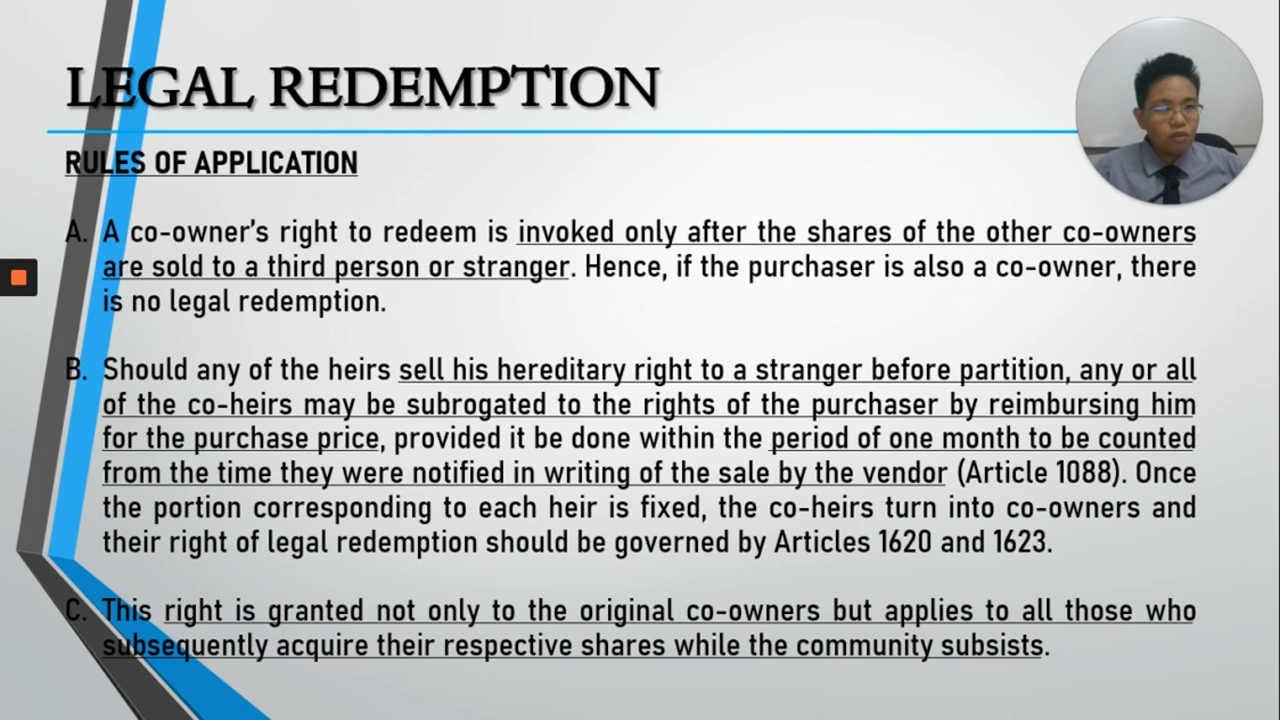 LEGAL REDEMPTION
RULES OF APPLICATION
A. A co-owner's right to redeem is invoked only after the shares of the other co-owners
are sold to a third person or stranger. Hence, if the purchaser is also a co-owner, there
is no legal redemption.
B. Should any of the heirs sell his hereditary right to a stranger before partition, any or all
of the co-heirs may be subrogated to the rights of the purchaser by reimbursing him
for the purchase price, provided it be done within the period of one month to be counted
from the time they were notified in writing of the sale by the vendor (Article 1088). Once
the portion corresponding to each heir is fixed, the co-heirs turn into co-owners and
their right of legal redemption should be governed by Articles 1620 and 1623.
C. This right is granted not only to the original co-owners but applies to all those who
subsequently acquire their respective shares while the community subsists.